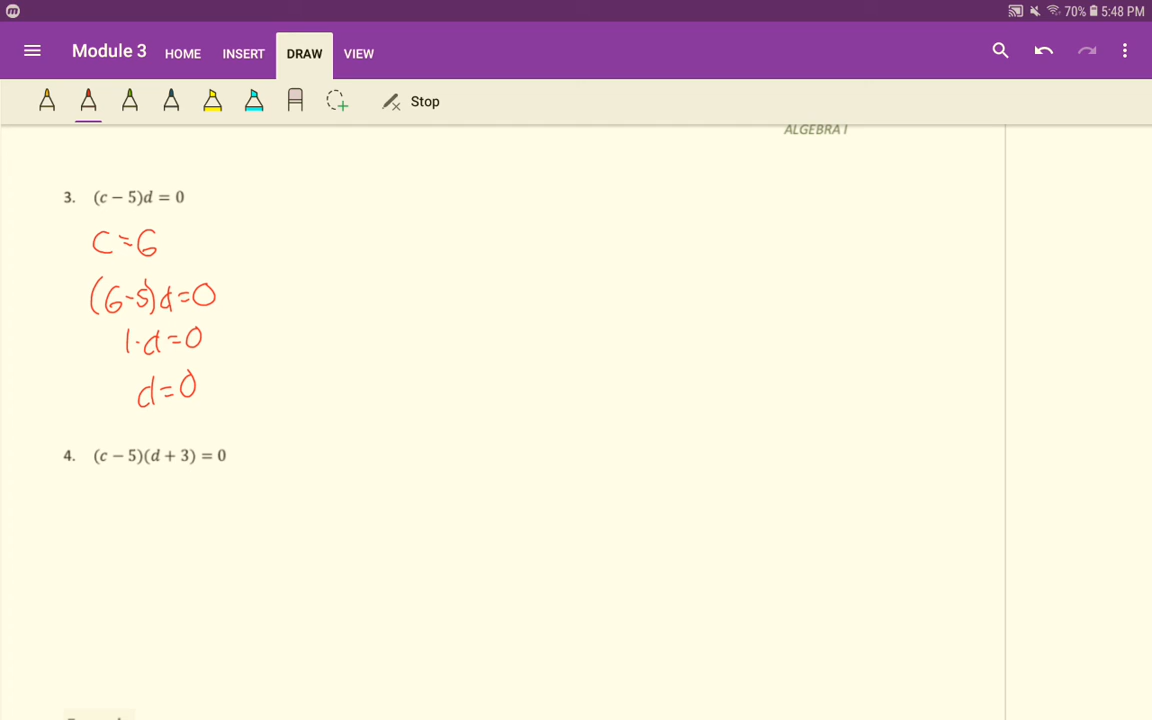 70% 5:48 PM
Module 3 HOME INSERT DRAW VIEW
Stop
ALGEBRA I
3. (c − 5)d = 0
c=6
(6-5)d=0
1·d=0
d=0
4. (c − 5)(d + 3) = 0